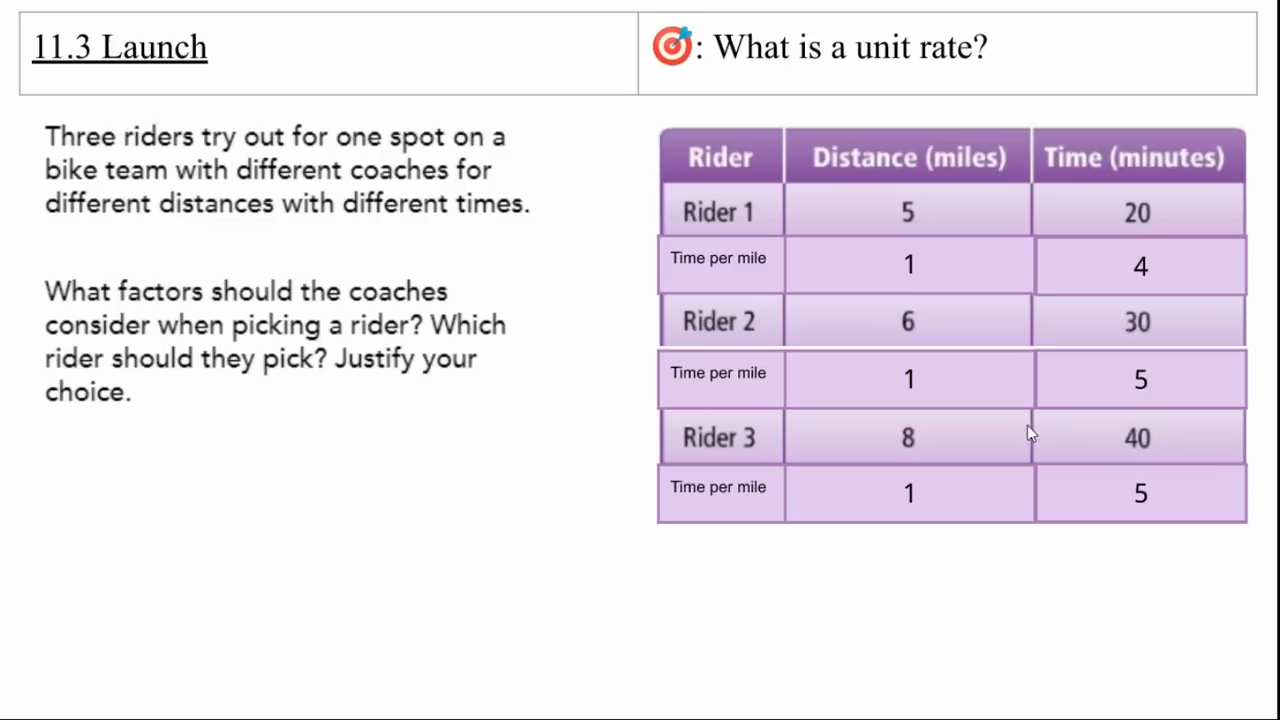 11.3 Launch
🎯: What is a unit rate?
Three riders try out for one spot on a
bike team with different coaches for
different distances with different times.
What factors should the coaches
consider when picking a rider? Which
rider should they pick? Justify your
choice.
Rider Distance (miles) Time (minutes)
Rider 1 5 20
Time per mile 1 4
Rider 2 6 30
Time per mile 1 5
Rider 3 8 40
Time per mile 1 5